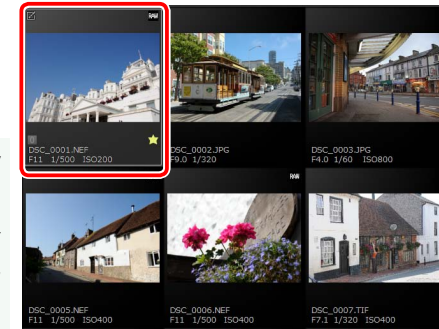 RAW
DSC_0001.NEF
F11 1/500 ISO200
DSC_0002.JPG
F9.0 1/320
DSC_0003.JPG
F4.0 1/60 ISO800
RAW
DSC_0005.NEF
F11 1/500 ISO400
DSC_0006.NEF
F11 1/500 ISO400
DSC_0007.TIF
F7.1 1/320 ISO400